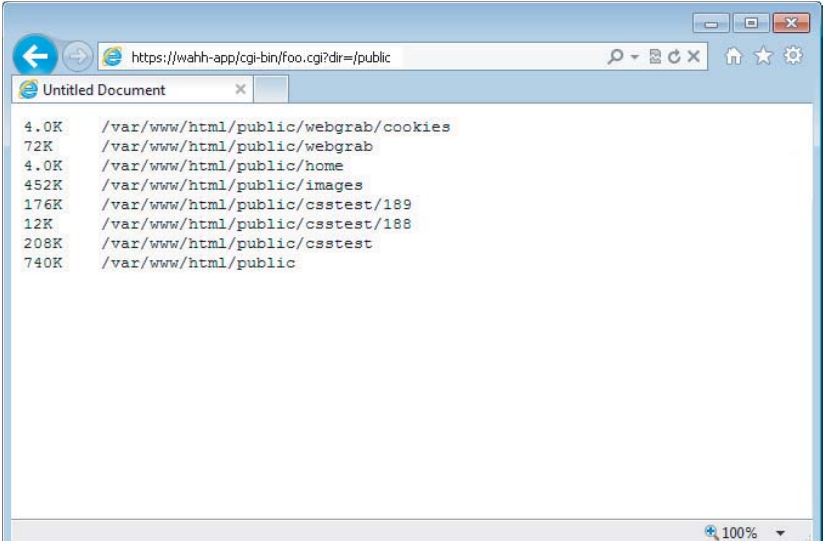 https://wahh-app/cgi-bin/foo.cgi?dir=/public
Untitled Document
4.0K /var/www/html/public/webgrab/cookies
72K /var/www/html/public/webgrab
4.0K /var/www/html/public/home
452K /var/www/html/public/images
176K /var/www/html/public/csstest/189
12K /var/www/html/public/csstest/188
208K /var/www/html/public/csstest
740K /var/www/html/public
100%